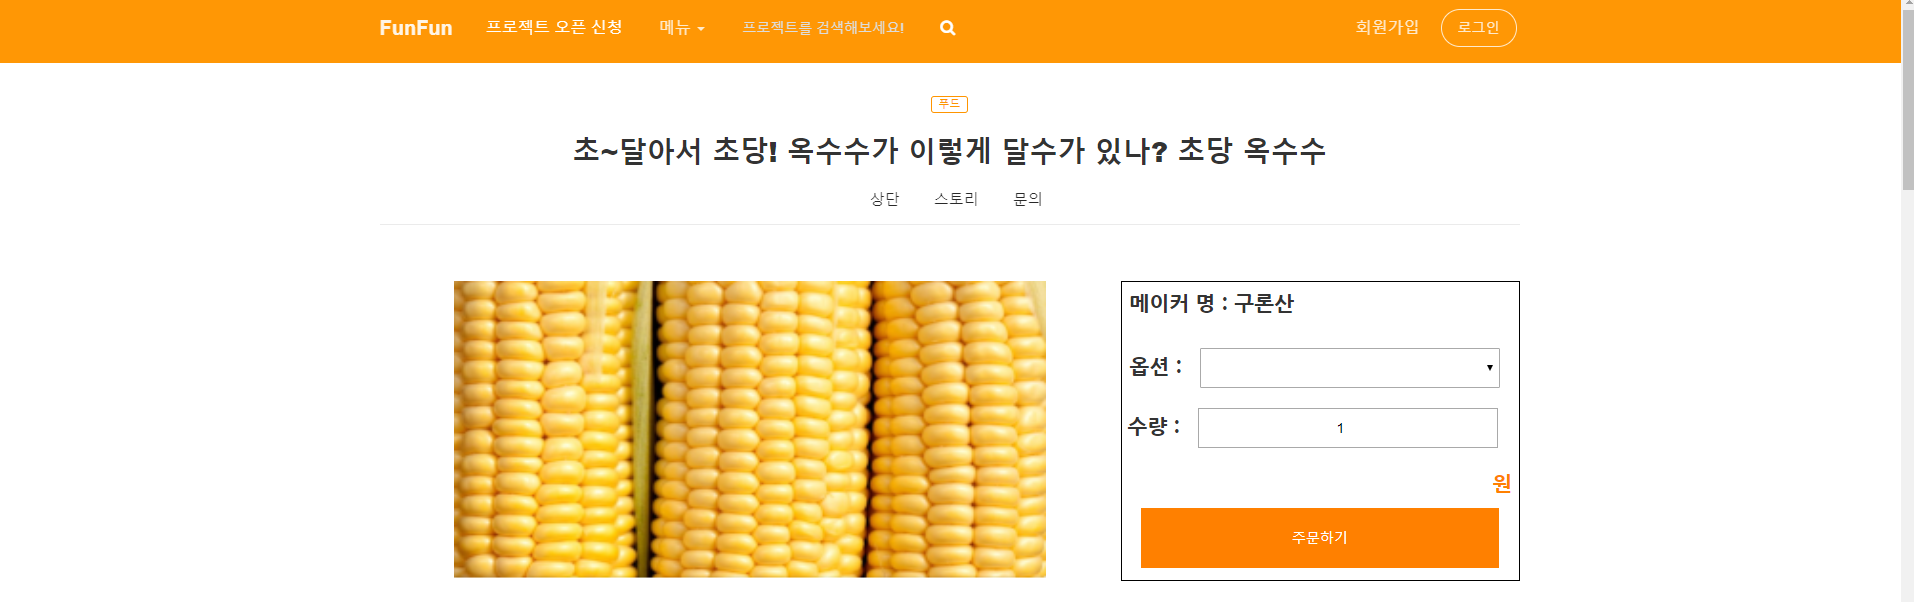 FunFun 프로젝트 오픈 신청 메뉴 프로젝트를 검색해보세요! 회원가입 로그인
푸드
초~달아서 초당! 옥수수가 이렇게 달수가 있나? 초당 옥수수
상단 스토리 문의
메이커 명 : 구론산
옵션 :
수량 : 1
원
주문하기